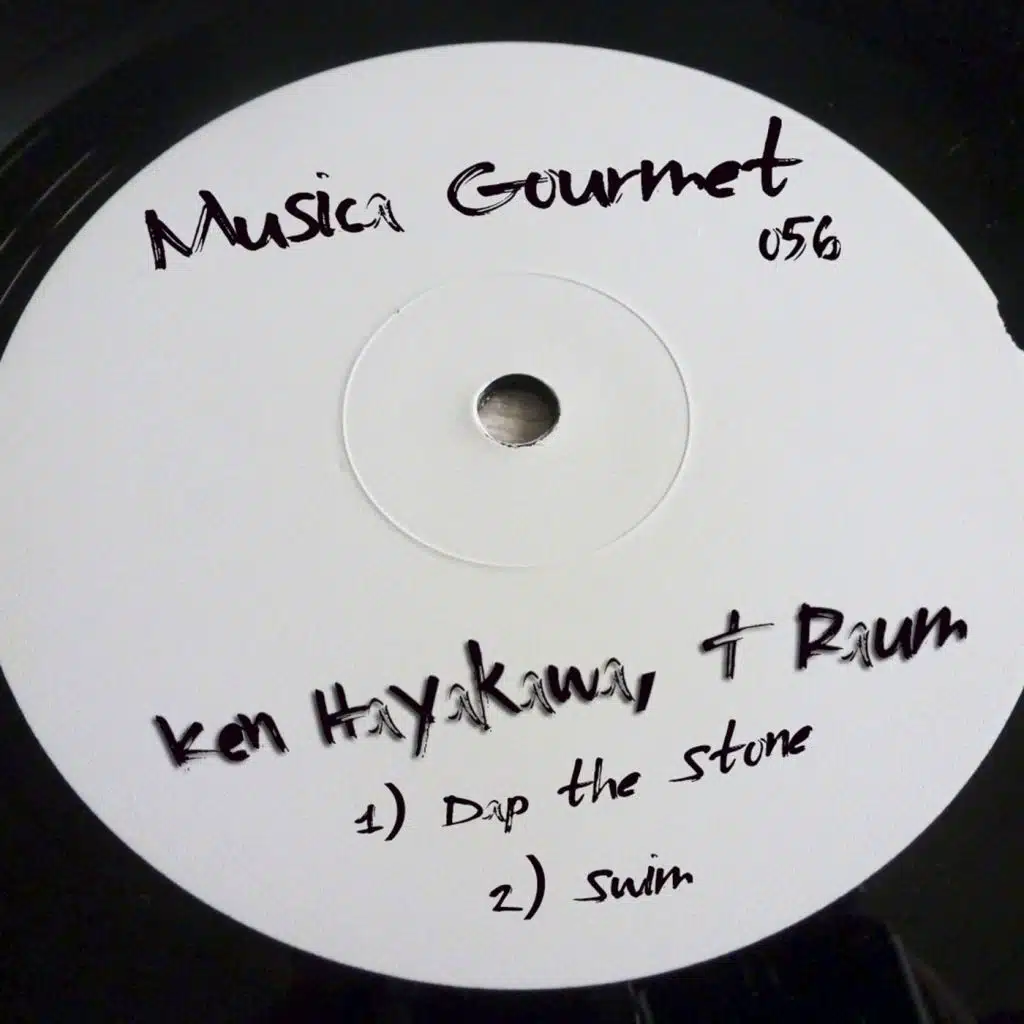 Musica Gourmet
056
Ken Hayakawa, + Raum
1) Dap the stone
2) Swim